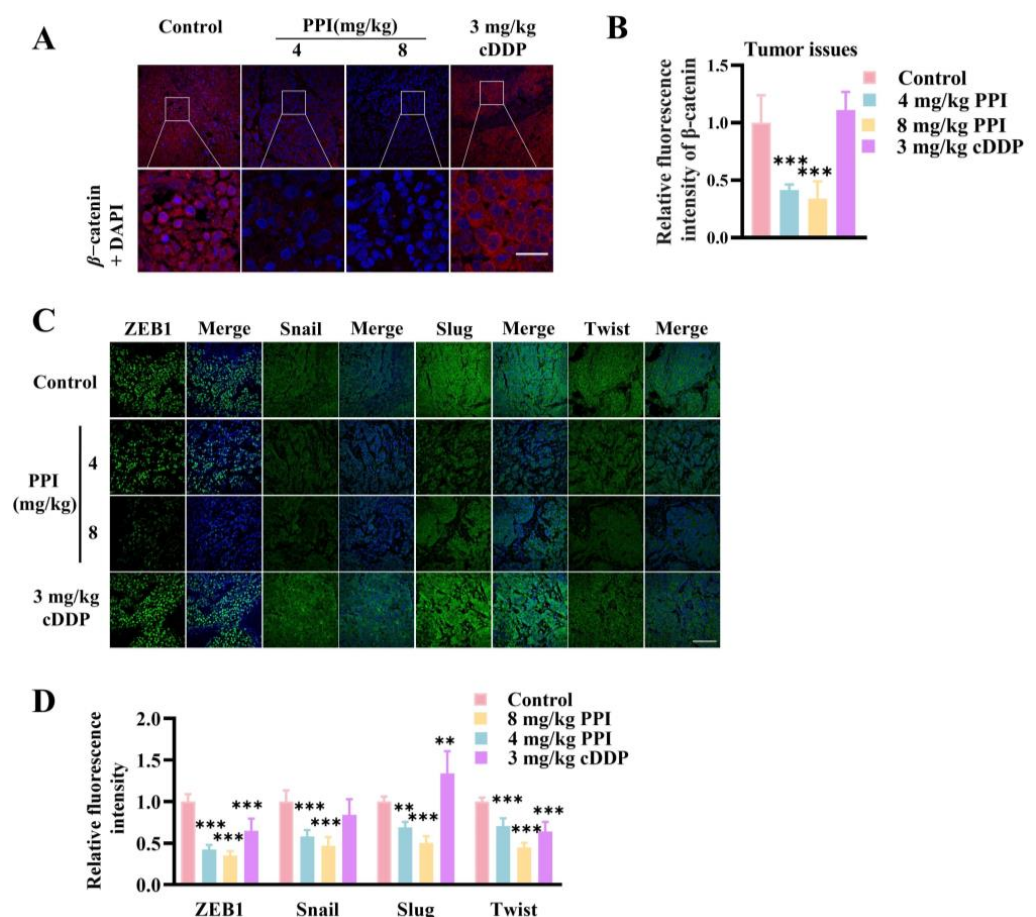 A
Control
PPI(mg/kg)
4 8
3 mg/kg
cDDP
β-catenin
+ DAPI
B
Tumor issues
Relative fluorescence
intensity of β-catenin
1.5
1.0
0.5
0.0
*** ***
Control
4 mg/kg PPI
8 mg/kg PPI
3 mg/kg cDDP
C
ZEB1 Merge Snail Merge Slug Merge Twist Merge
Control
PPI
(mg/kg)
4
8
3 mg/kg
cDDP
D
Relative fluorescence
intensity
2.0
1.5
1.0
0.5
0.0
*** *** ***
*** ***
** *** **
*** *** ***
ZEB1 Snail Slug Twist
Control
8 mg/kg PPI
4 mg/kg PPI
3 mg/kg cDDP